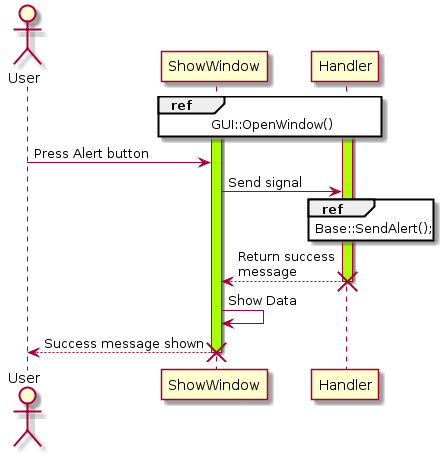 User
ShowWindow
Handler
ref
GUI::OpenWindow()
Press Alert button
Send signal
ref
Base::SendAlert();
Return success
message
Show Data
Success message shown
User
ShowWindow
Handler